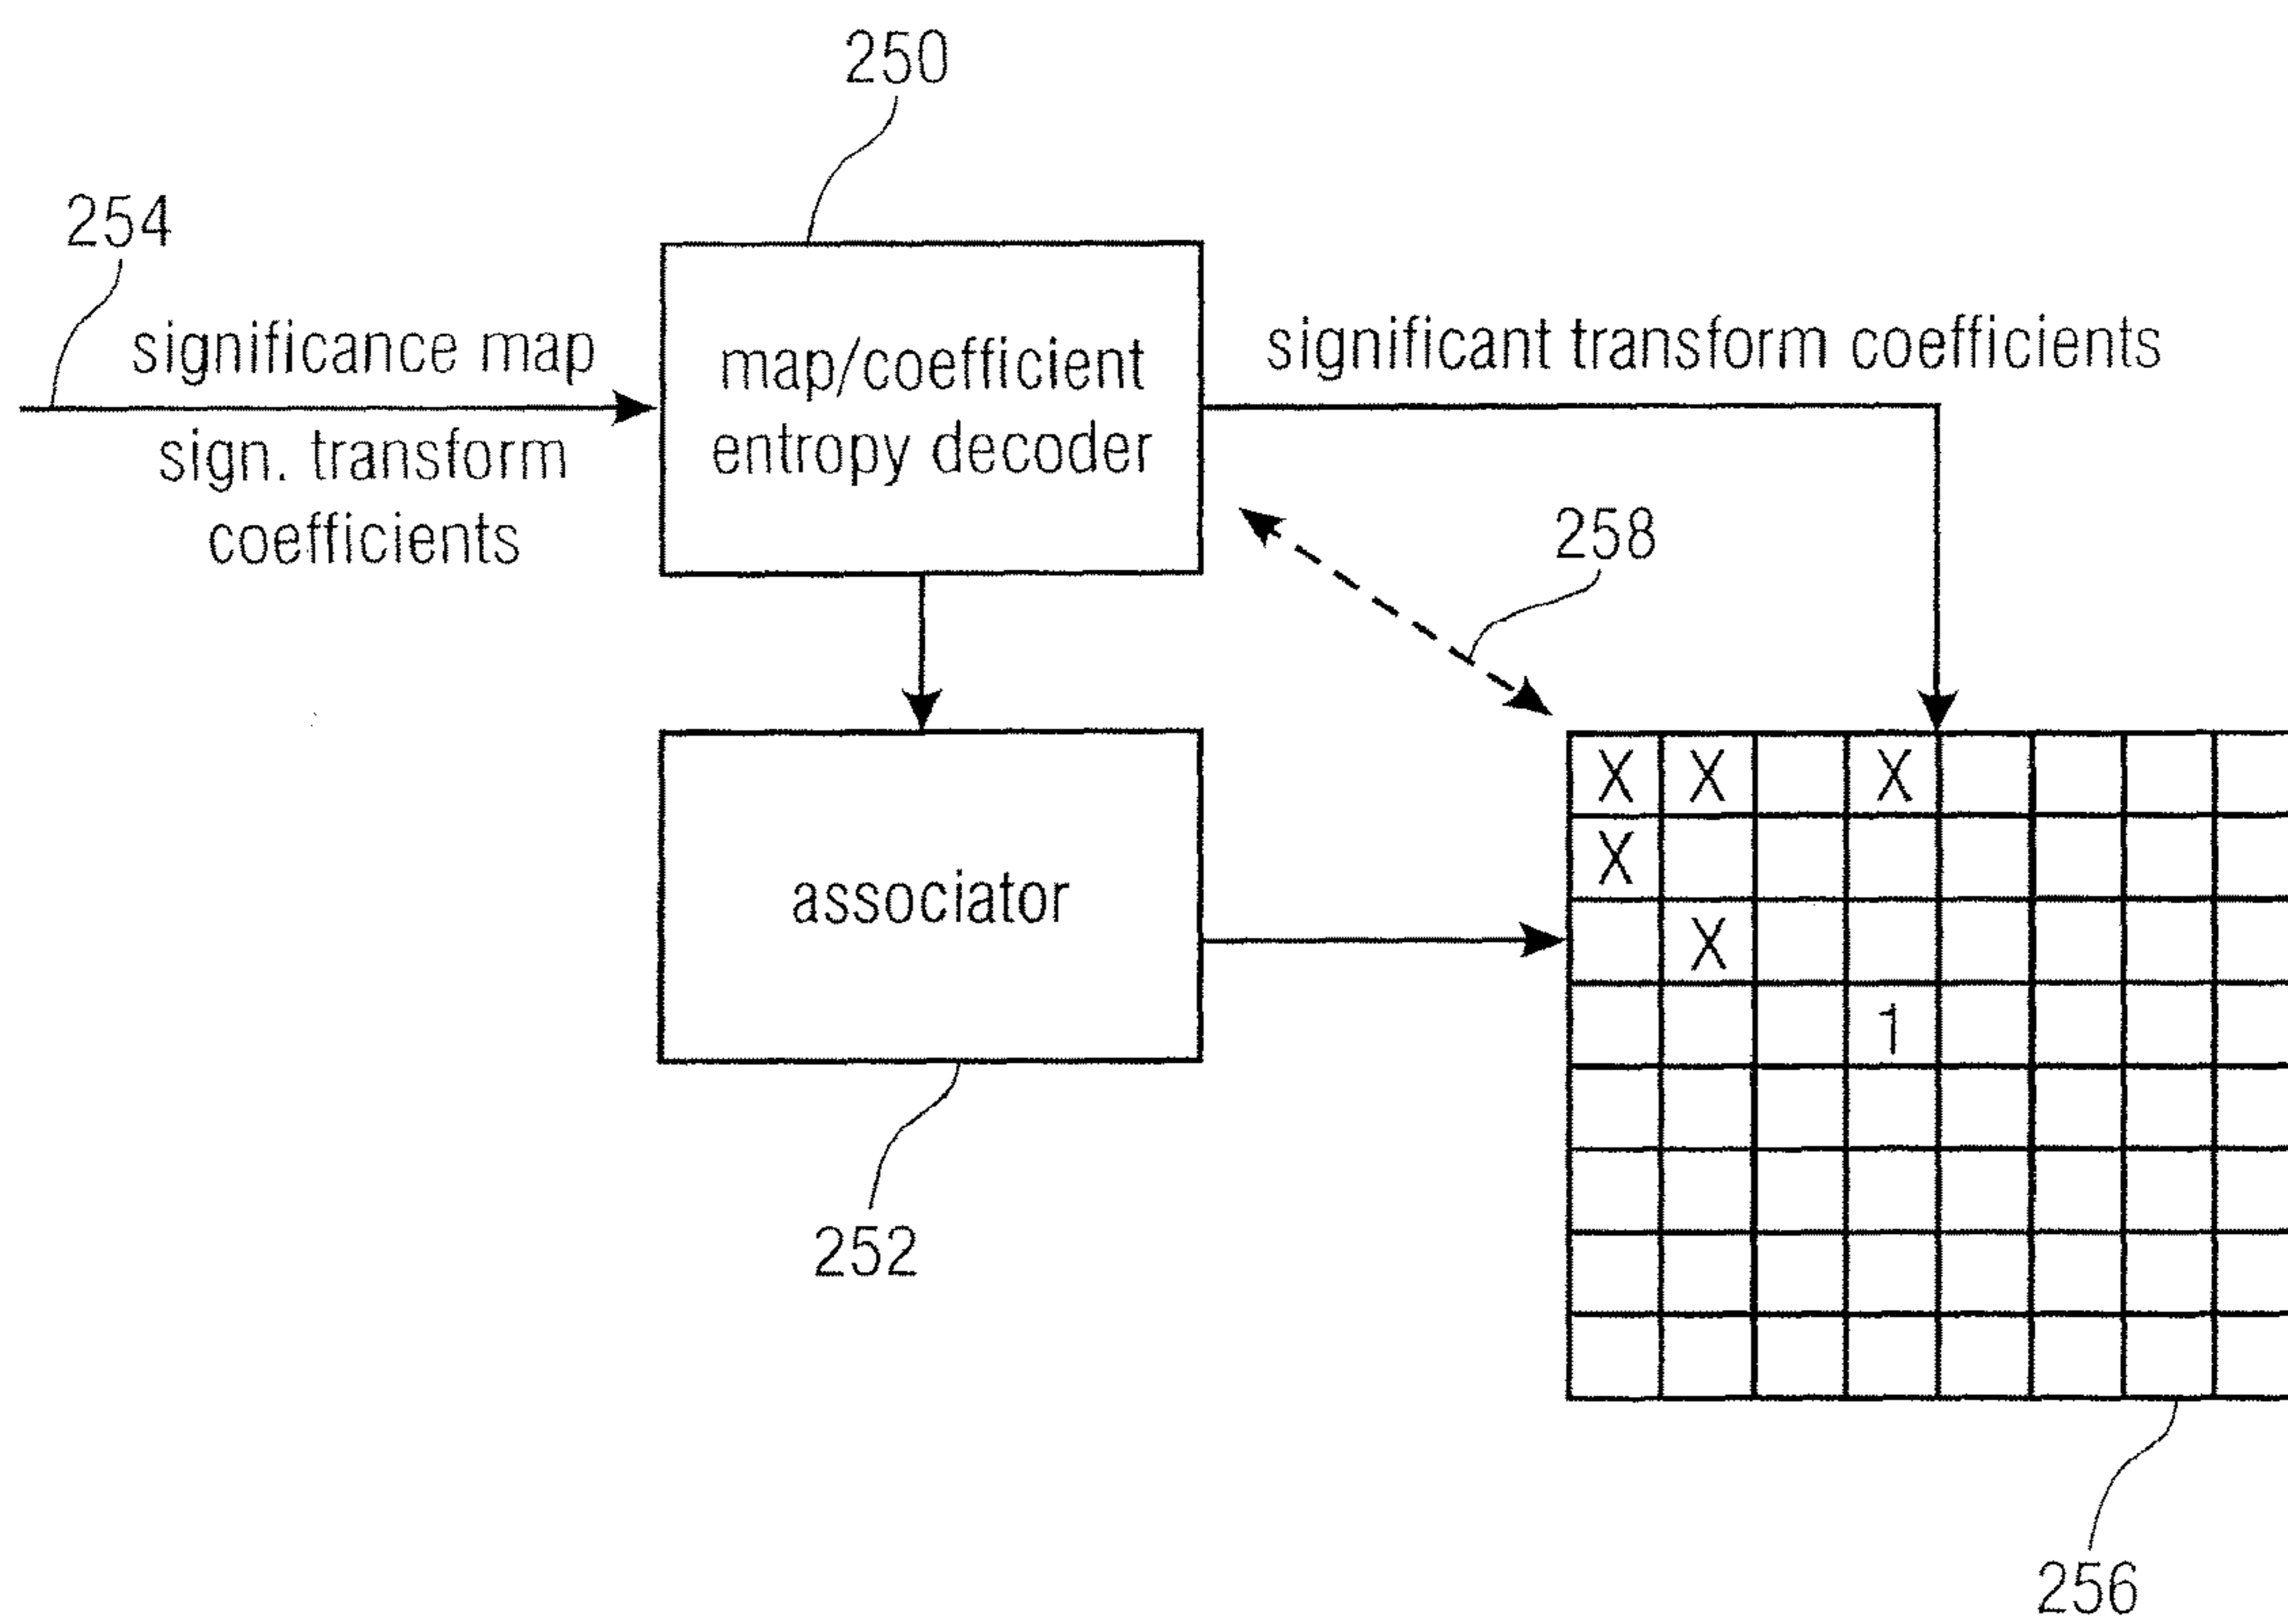 250
254
significance map
sign. transform
coefficients
map/coefficient
entropy decoder
significant transform coefficients
258
associator
X X X
X
X
1
252
256